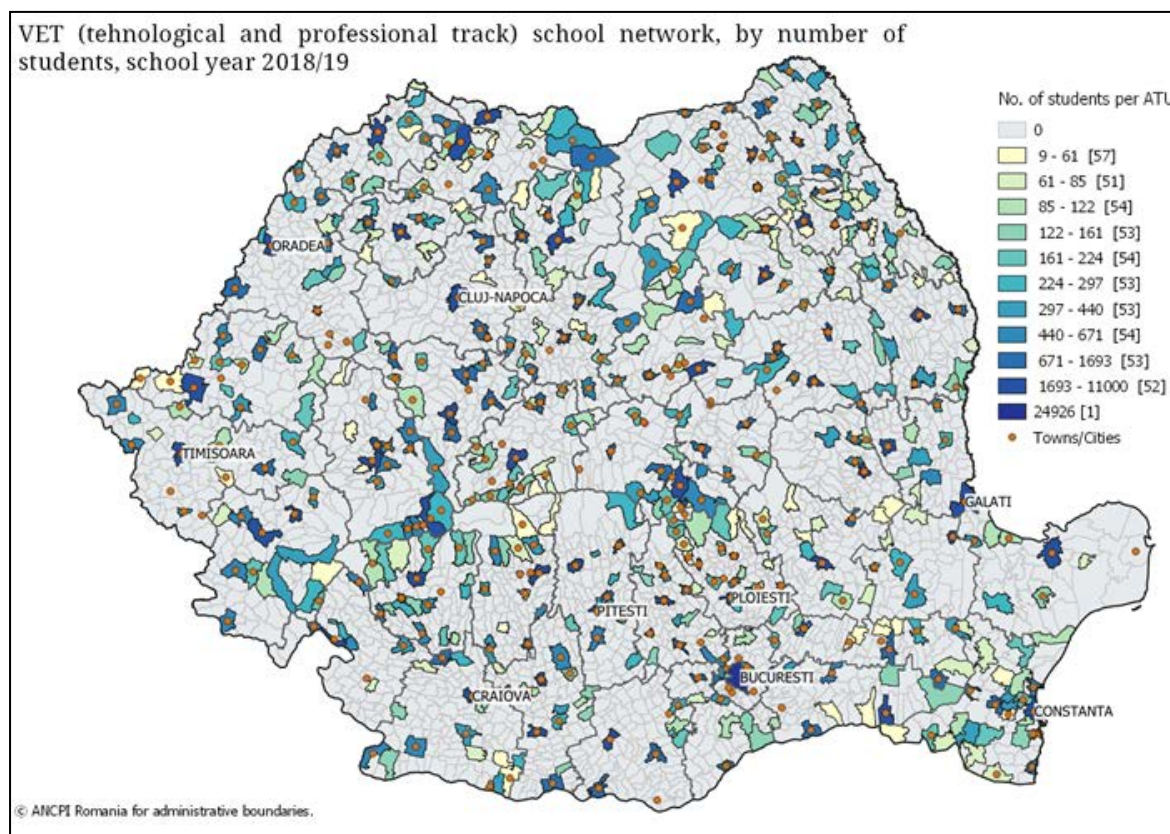 VET (tehnological and professional track) school network, by number of
students, school year 2018/19
No. of students per ATU
0
9 - 61 [57]
61 - 85 [51]
85 - 122 [54]
122 - 161 [53]
161 - 224 [54]
224 - 297 [53]
297 - 440 [53]
440 - 671 [54]
671 - 1693 [53]
1693 - 11000 [52]
24926 [1]
Towns/Cities
ORADEA
CLUJ-NAPOCA
TIMISOARA
GALATI
PITESTI
PLOIESTI
BUCURESTI
CRAIOVA
CONSTANTA
© ANCPI Romania for administrative boundaries.